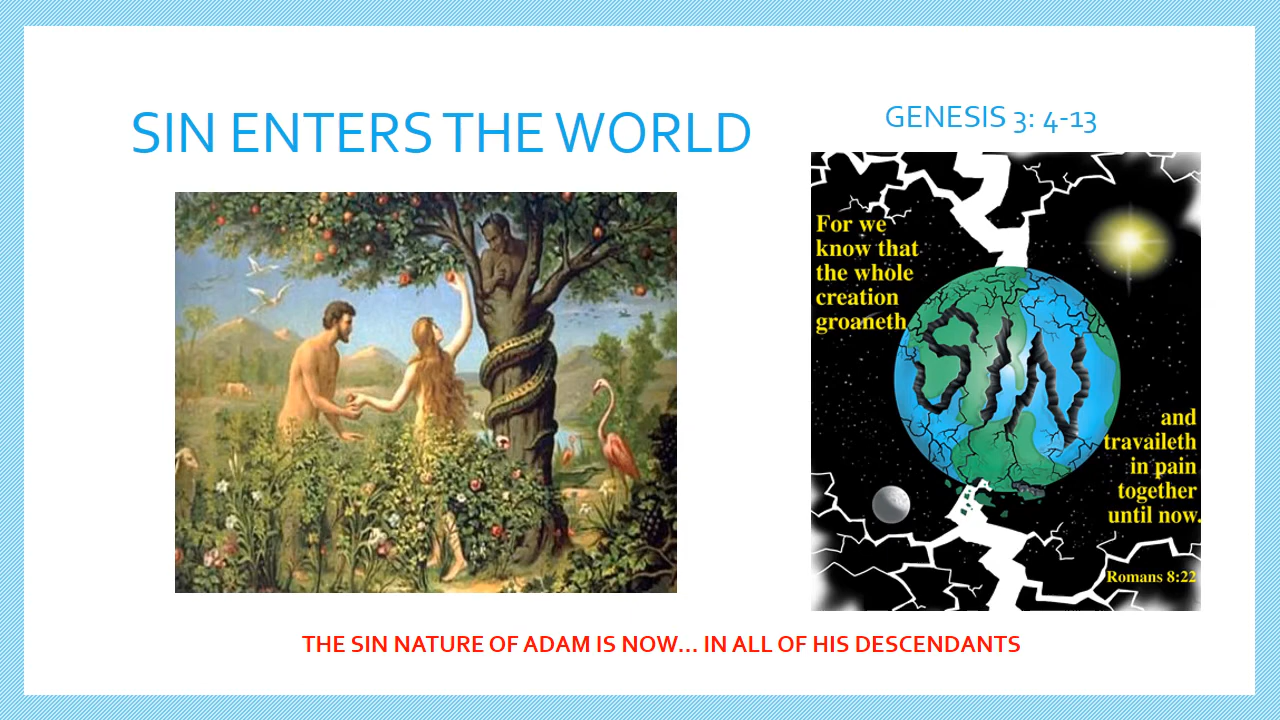 SIN ENTERS THE WORLD
GENESIS 3: 4-13
For we
know that
the whole
creation
groaneth
SIN
and
travaileth
in pain
together
until now.
Romans 8:22
THE SIN NATURE OF ADAM IS NOW... IN ALL OF HIS DESCENDANTS